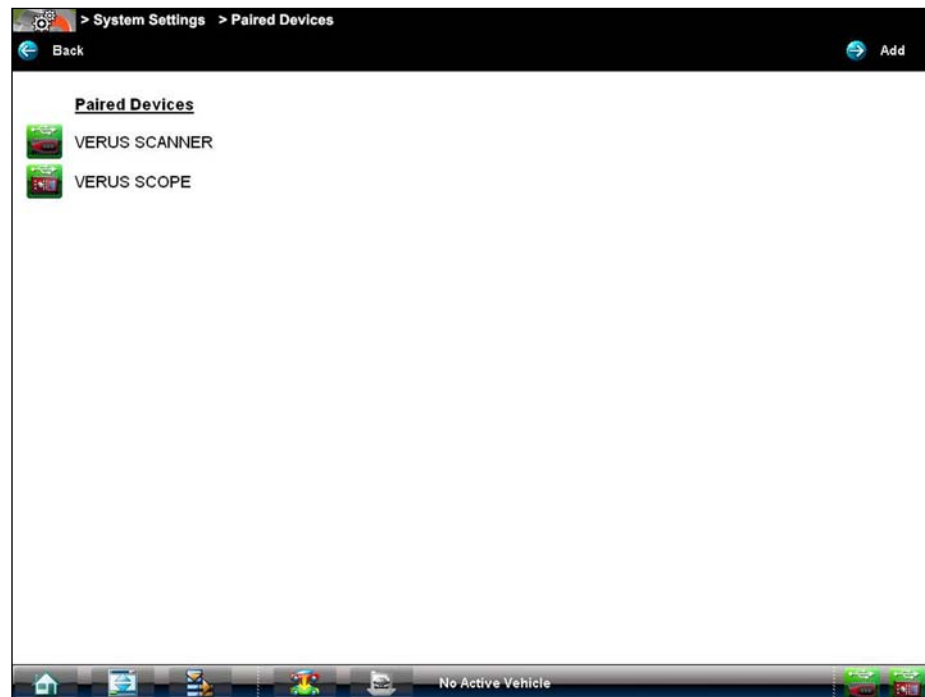 > System Settings > Paired Devices
Back Add
Paired Devices
VERUS SCANNER
VERUS SCOPE
No Active Vehicle